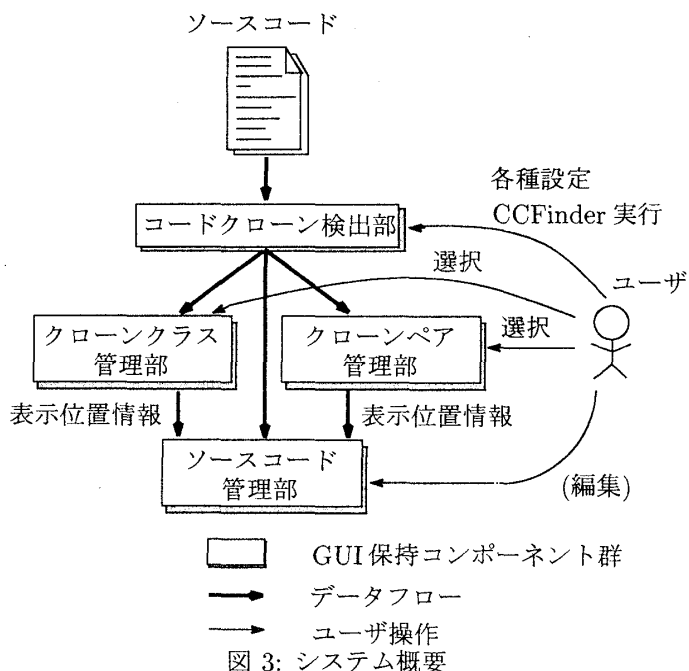 ソースコード
各種設定
CCFinder 実行
コードクローン検出部
選択
ユーザ
クローンクラス
管理部
クローンペア
管理部
選択
表示位置情報
表示位置情報
ソースコード
管理部
(編集)
GUI保持コンポーネント群
データフロー
ユーザ操作
図 3: システム概要